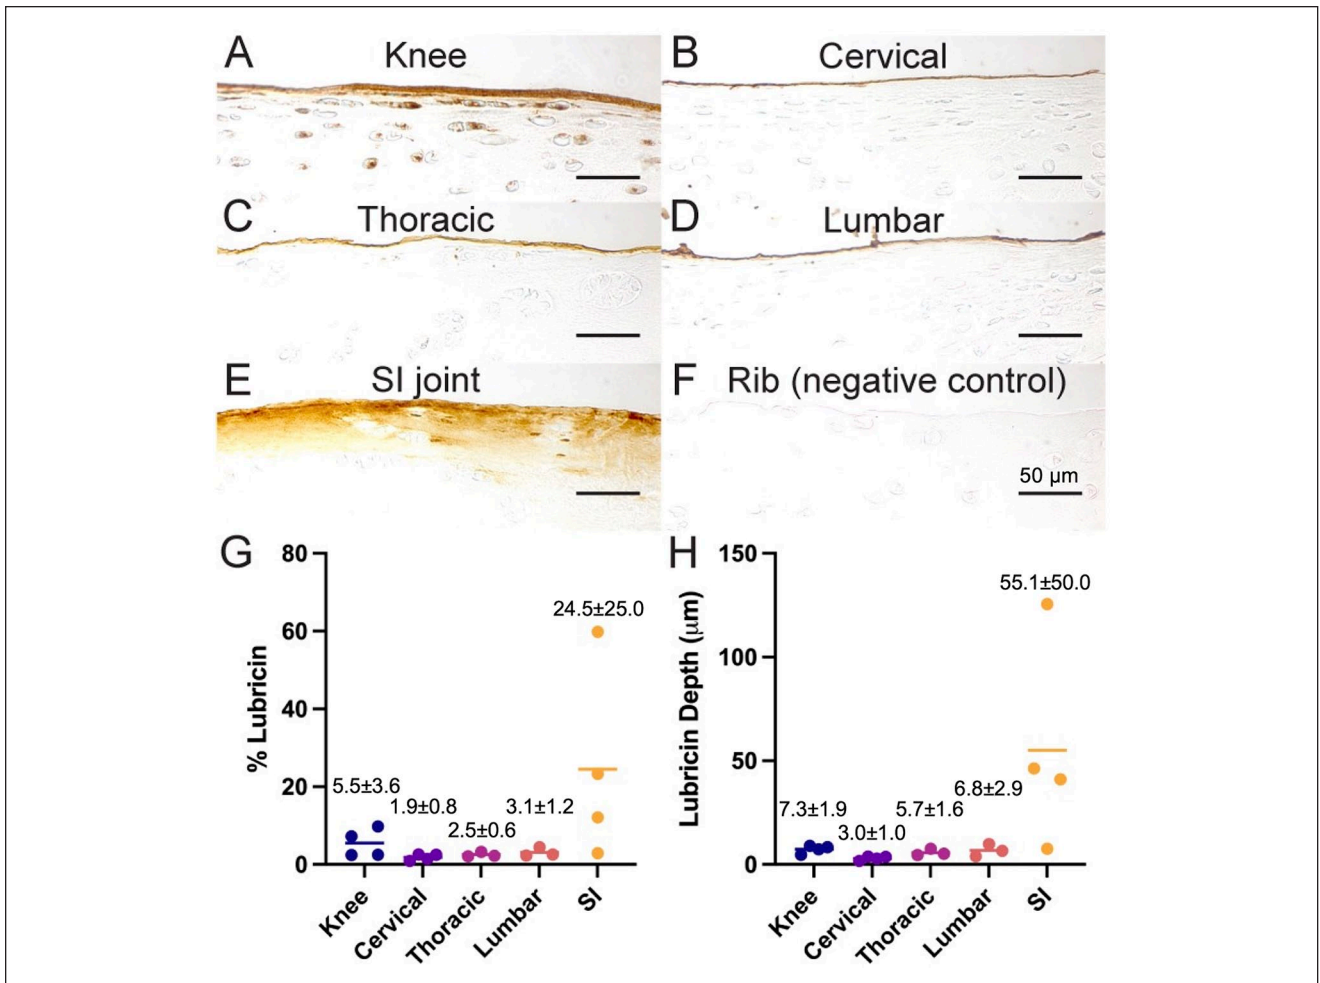 A Knee
B Cervical
C Thoracic
D Lumbar
E SI joint
F Rib (negative control)
50 μm
G
% Lubricin
80
60
40
20
0
5.5±3.6
1.9±0.8
2.5±0.6
3.1±1.2
24.5±25.0
Knee
Cervical
Thoracic
Lumbar
SI
H
Lubricin Depth (μm)
150
100
50
0
7.3±1.9
3.0±1.0
5.7±1.6
6.8±2.9
55.1±50.0
Knee
Cervical
Thoracic
Lumbar
SI